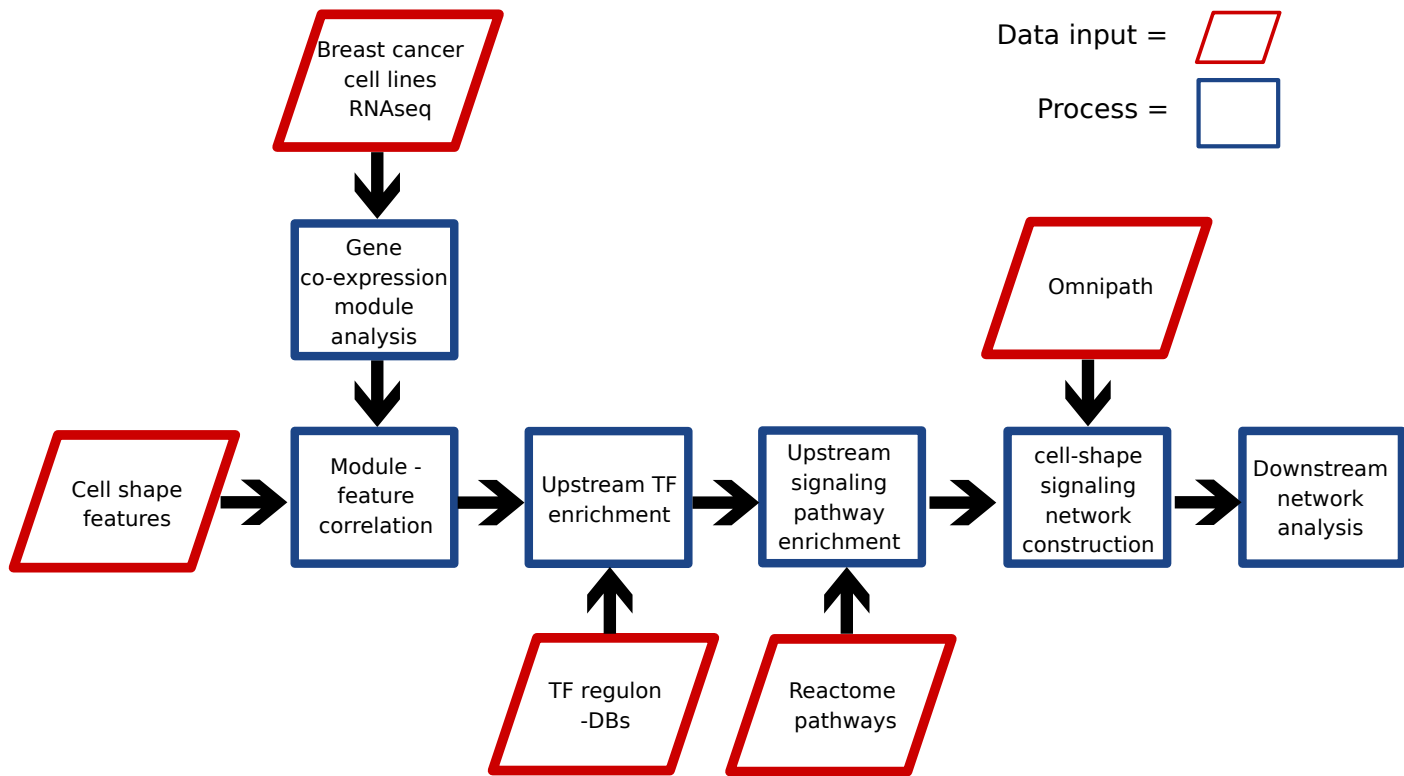 Breast cancer
cell lines
RNAseq
Data input =
Process =
Gene
co-expression
module
analysis
Omnipath
Cell shape
features
Module -
feature
correlation
Upstream TF
enrichment
Upstream
signaling
pathway
enrichment
cell-shape
signaling
network
construction
Downstream
network
analysis
TF regulon
-DBs
Reactome
pathways